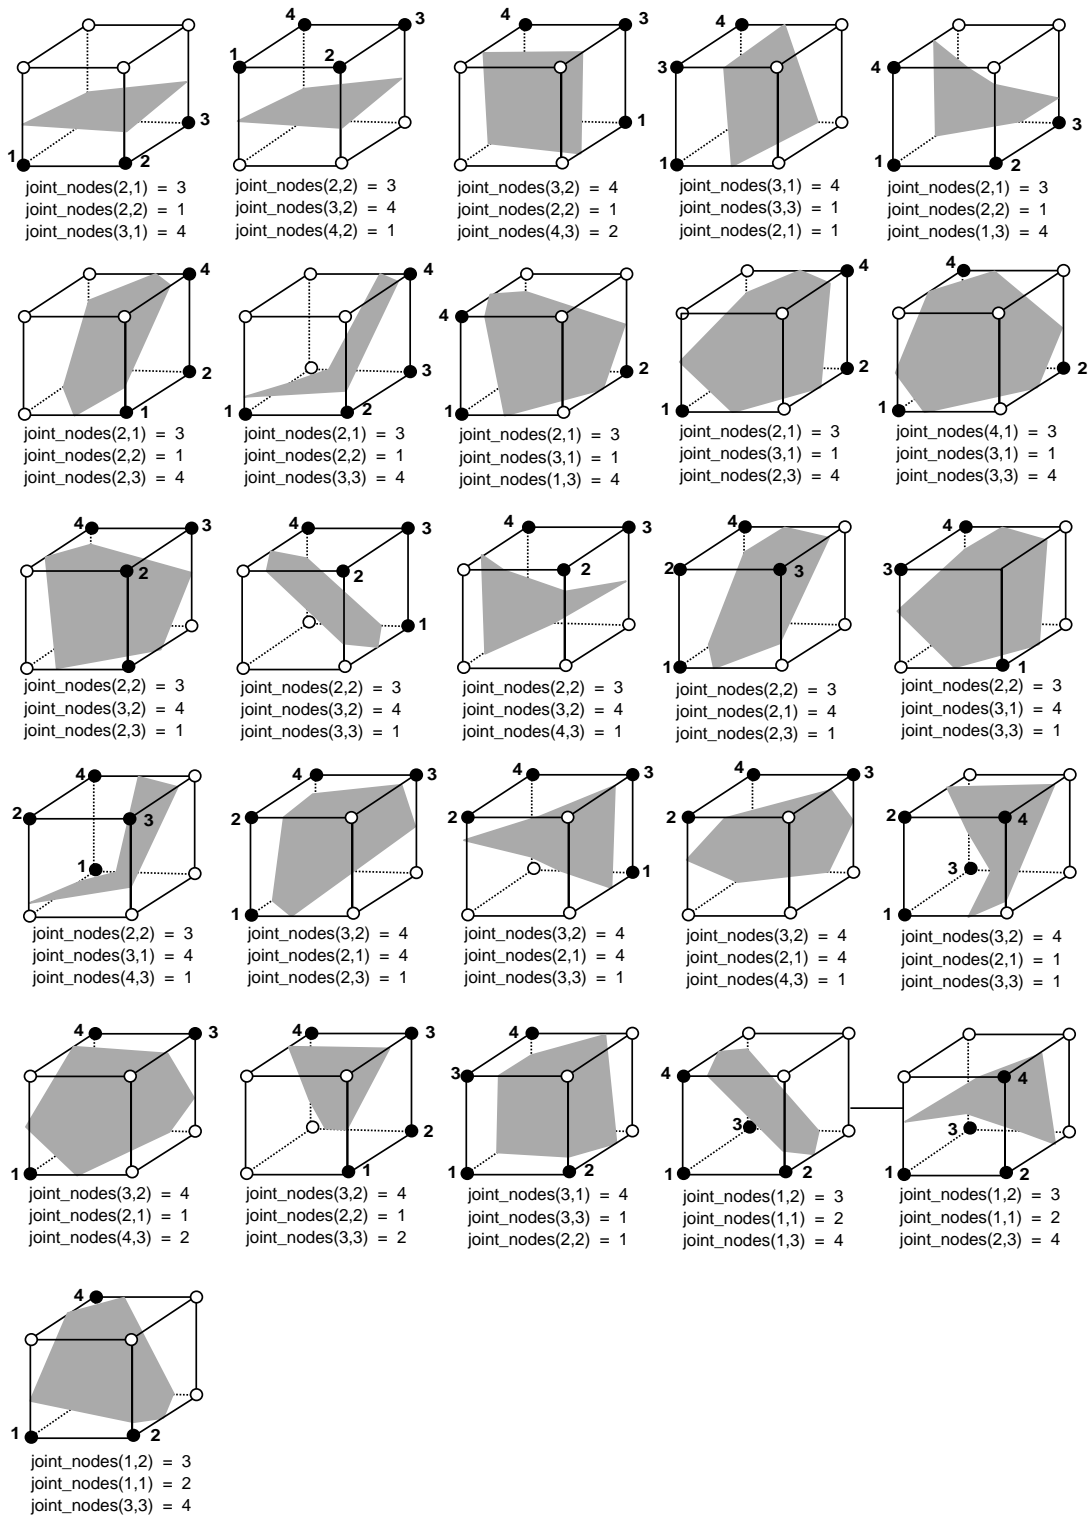 4 4 3 4 3 4
1 2 3 4
1 2 3 1 1 2 3
joint_nodes(2,1) = 3
joint_nodes(2,2) = 1
joint_nodes(3,1) = 4
joint_nodes(2,2) = 3
joint_nodes(3,2) = 4
joint_nodes(4,2) = 1
joint_nodes(3,2) = 4
joint_nodes(2,2) = 1
joint_nodes(4,3) = 2
joint_nodes(3,1) = 4
joint_nodes(3,3) = 1
joint_nodes(2,1) = 1
joint_nodes(2,1) = 3
joint_nodes(2,2) = 1
joint_nodes(1,3) = 4
4 4 4 4 4
2 3 2 2 2
1 1 2 1 1 1
joint_nodes(2,1) = 3
joint_nodes(2,2) = 1
joint_nodes(2,3) = 4
joint_nodes(2,1) = 3
joint_nodes(2,2) = 1
joint_nodes(3,3) = 4
joint_nodes(2,1) = 3
joint_nodes(3,1) = 1
joint_nodes(1,3) = 4
joint_nodes(2,1) = 3
joint_nodes(3,1) = 1
joint_nodes(2,3) = 4
joint_nodes(4,1) = 3
joint_nodes(3,1) = 1
joint_nodes(3,3) = 4
4 3 4 3 4 3 4 4
2 2 2 2 3 3
1 1 1
joint_nodes(2,2) = 3
joint_nodes(3,2) = 4
joint_nodes(2,3) = 1
joint_nodes(2,2) = 3
joint_nodes(3,2) = 4
joint_nodes(3,3) = 1
joint_nodes(2,2) = 3
joint_nodes(3,2) = 4
joint_nodes(4,3) = 1
joint_nodes(2,2) = 3
joint_nodes(2,1) = 4
joint_nodes(2,3) = 1
joint_nodes(2,2) = 3
joint_nodes(3,1) = 4
joint_nodes(3,3) = 1
4 4 3 4 3 4 3
2 3 2 2 2 2 4
1 1 1 3 1
joint_nodes(2,2) = 3
joint_nodes(3,1) = 4
joint_nodes(4,3) = 1
joint_nodes(3,2) = 4
joint_nodes(2,1) = 4
joint_nodes(2,3) = 1
joint_nodes(3,2) = 4
joint_nodes(2,1) = 4
joint_nodes(3,3) = 1
joint_nodes(3,2) = 4
joint_nodes(2,1) = 4
joint_nodes(4,3) = 1
joint_nodes(3,2) = 4
joint_nodes(2,1) = 1
joint_nodes(3,3) = 1
4 3 4 3 4
3 4 4
2 3 3
1 1 1 2 1 2 1 2
joint_nodes(3,2) = 4
joint_nodes(2,1) = 1
joint_nodes(4,3) = 2
joint_nodes(3,2) = 4
joint_nodes(2,2) = 1
joint_nodes(3,3) = 2
joint_nodes(3,1) = 4
joint_nodes(3,3) = 1
joint_nodes(2,2) = 1
joint_nodes(1,2) = 3
joint_nodes(1,1) = 2
joint_nodes(1,3) = 4
joint_nodes(1,2) = 3
joint_nodes(1,1) = 2
joint_nodes(2,3) = 4
4
1 2
joint_nodes(1,2) = 3
joint_nodes(1,1) = 2
joint_nodes(3,3) = 4